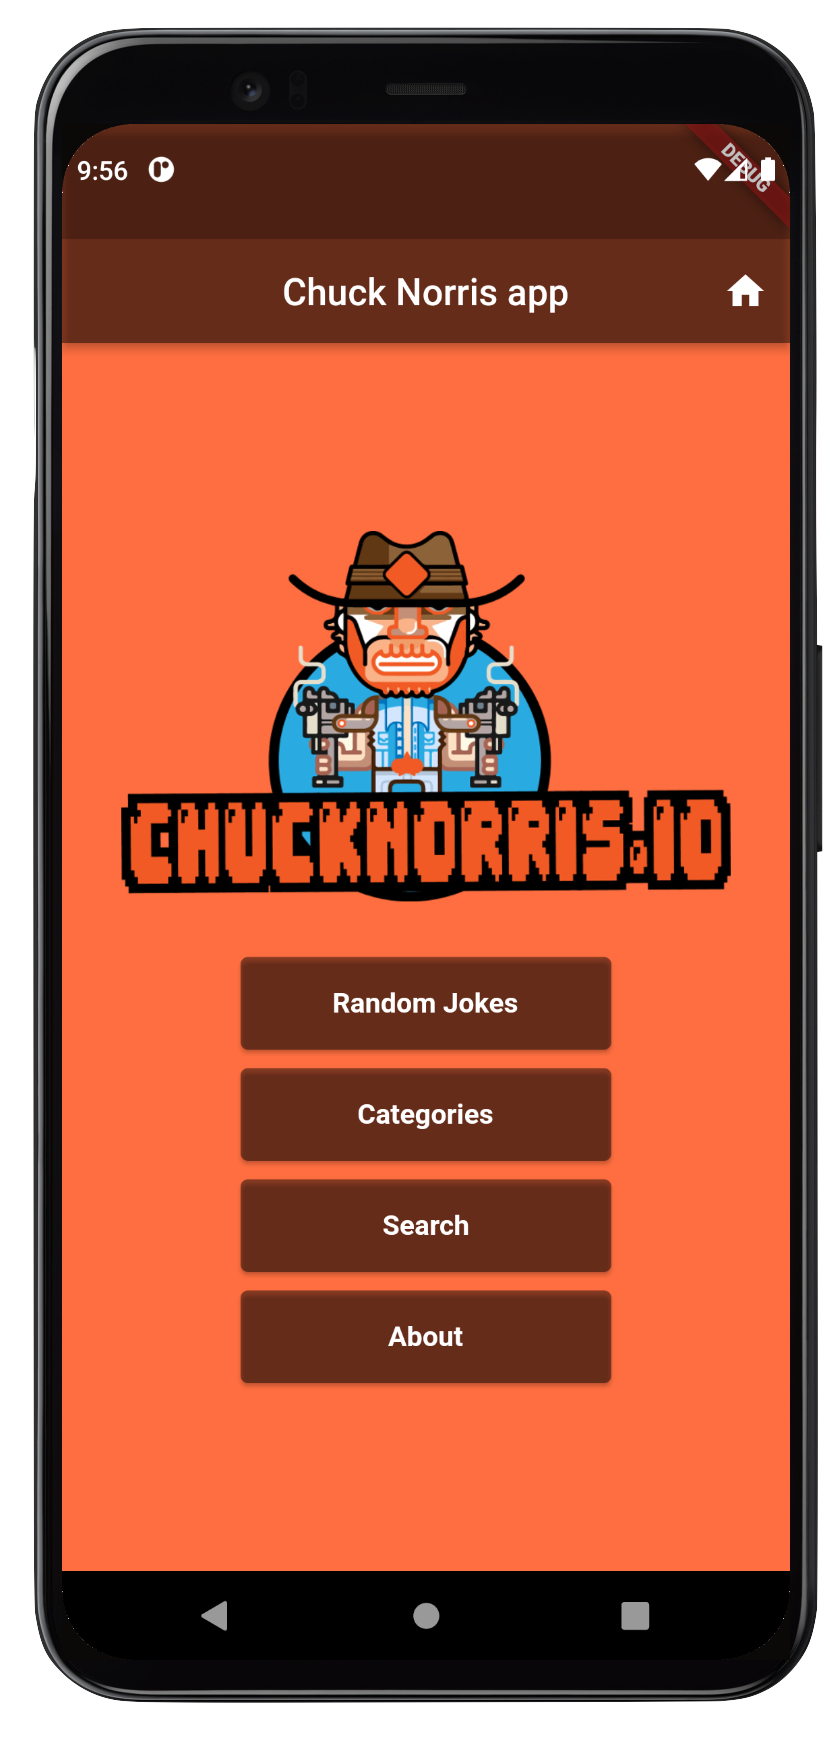 9:56
DEBUG
Chuck Norris app
CHUCKNORRIS.IO
Random Jokes
Categories
Search
About